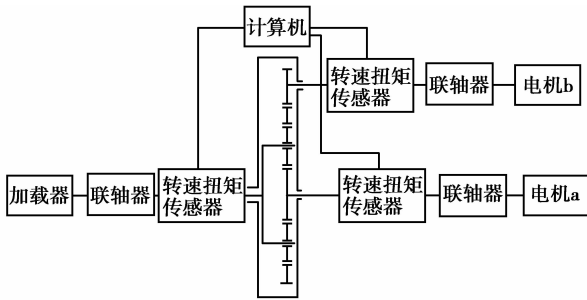 计算机
转速扭矩
传感器
联轴器
电机b
加载器
联轴器
转速扭矩
传感器
转速扭矩
传感器
联轴器
电机a